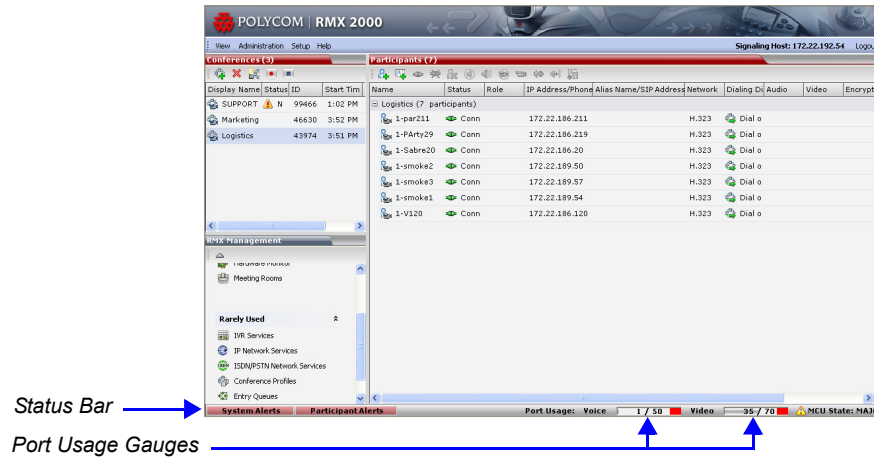 POLYCOM | RMX 2000
View Administration Setup Help Signaling Host: 172.22.192.54 Logou
Conferences (3)
Display Name Status ID Start Tim
SUPPORT N 99466 1:02 PM
Marketing 46630 3:52 PM
Logistics 43974 3:51 PM
Participants (7)
Name Status Role IP Address/Phone Alias Name/SIP Address Network Dialing Di Audio Video Encrypt
Logistics (7 participants)
1-par211 Conn 172.22.186.211 H.323 Dial o
1-PArty29 Conn 172.22.186.219 H.323 Dial o
1-Sabre20 Conn 172.22.186.20 H.323 Dial o
1-smoke2 Conn 172.22.189.50 H.323 Dial o
1-smoke3 Conn 172.22.189.57 H.323 Dial o
1-smoke1 Conn 172.22.189.54 H.323 Dial o
1-V120 Conn 172.22.186.120 H.323 Dial o
RMX Management
Hardware Monitor
Meeting Rooms
Rarely Used
IVR Services
IP Network Services
ISDN/PSTN Network Services
Conference Profiles
Entry Queues
System Alerts Participant Alerts Port Usage: Voice 1 / 50 Video 35 / 70 MCU State: MAJO
Status Bar
Port Usage Gauges